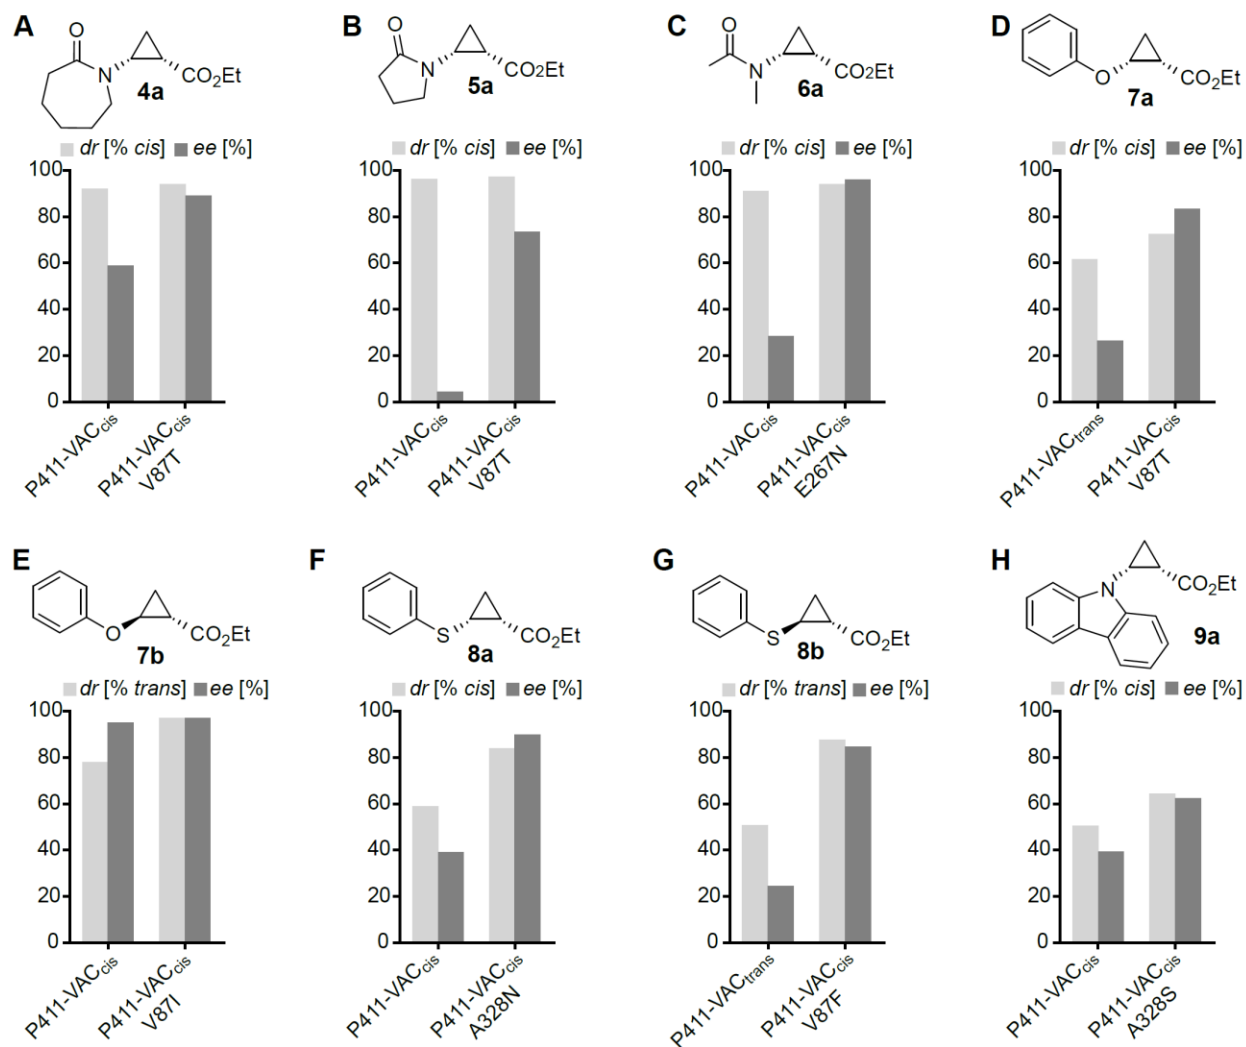 A
O
N
CO2Et
4a
dr [% cis] ee [%]
100
80
60
40
20
0
P411-VACcis
P411-VACcis
V87T
B
O
N
CO2Et
5a
dr [% cis] ee [%]
100
80
60
40
20
0
P411-VACcis
P411-VACcis
V87T
C
O
N
CO2Et
6a
dr [% cis] ee [%]
100
80
60
40
20
0
P411-VACcis
P411-VACcis
E267N
D
O
CO2Et
7a
dr [% cis] ee [%]
100
80
60
40
20
0
P411-VACtrans
P411-VACcis
V87T
E
O
CO2Et
7b
dr [% trans] ee [%]
100
80
60
40
20
0
P411-VACcis
P411-VACcis
V87I
F
S
CO2Et
8a
dr [% cis] ee [%]
100
80
60
40
20
0
P411-VACcis
P411-VACcis
A328N
G
S
CO2Et
8b
dr [% trans] ee [%]
100
80
60
40
20
0
P411-VACtrans
P411-VACcis
V87F
H
N
CO2Et
9a
dr [% cis] ee [%]
100
80
60
40
20
0
P411-VACcis
P411-VACcis
A328S